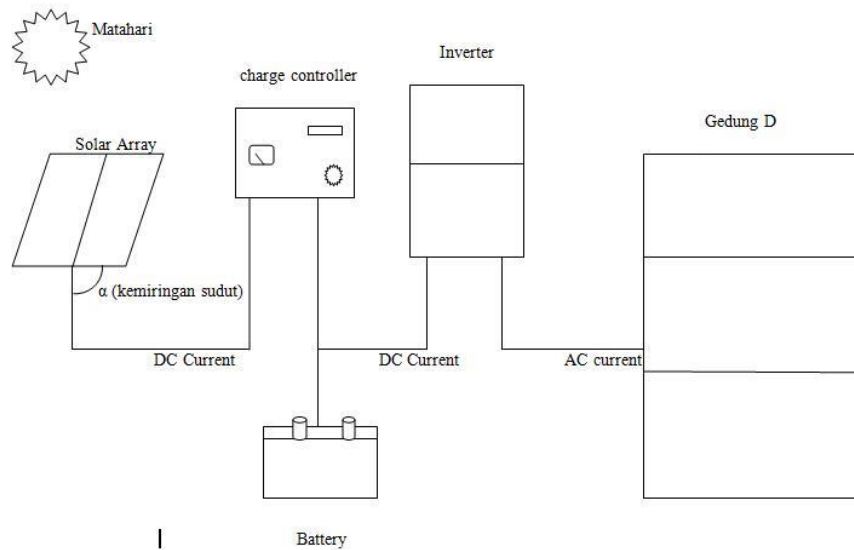 Matahari
Inverter
charge controller
Gedung D
Solar Array
α (kemiringan sudut)
DC Current
DC Current
AC current
Battery